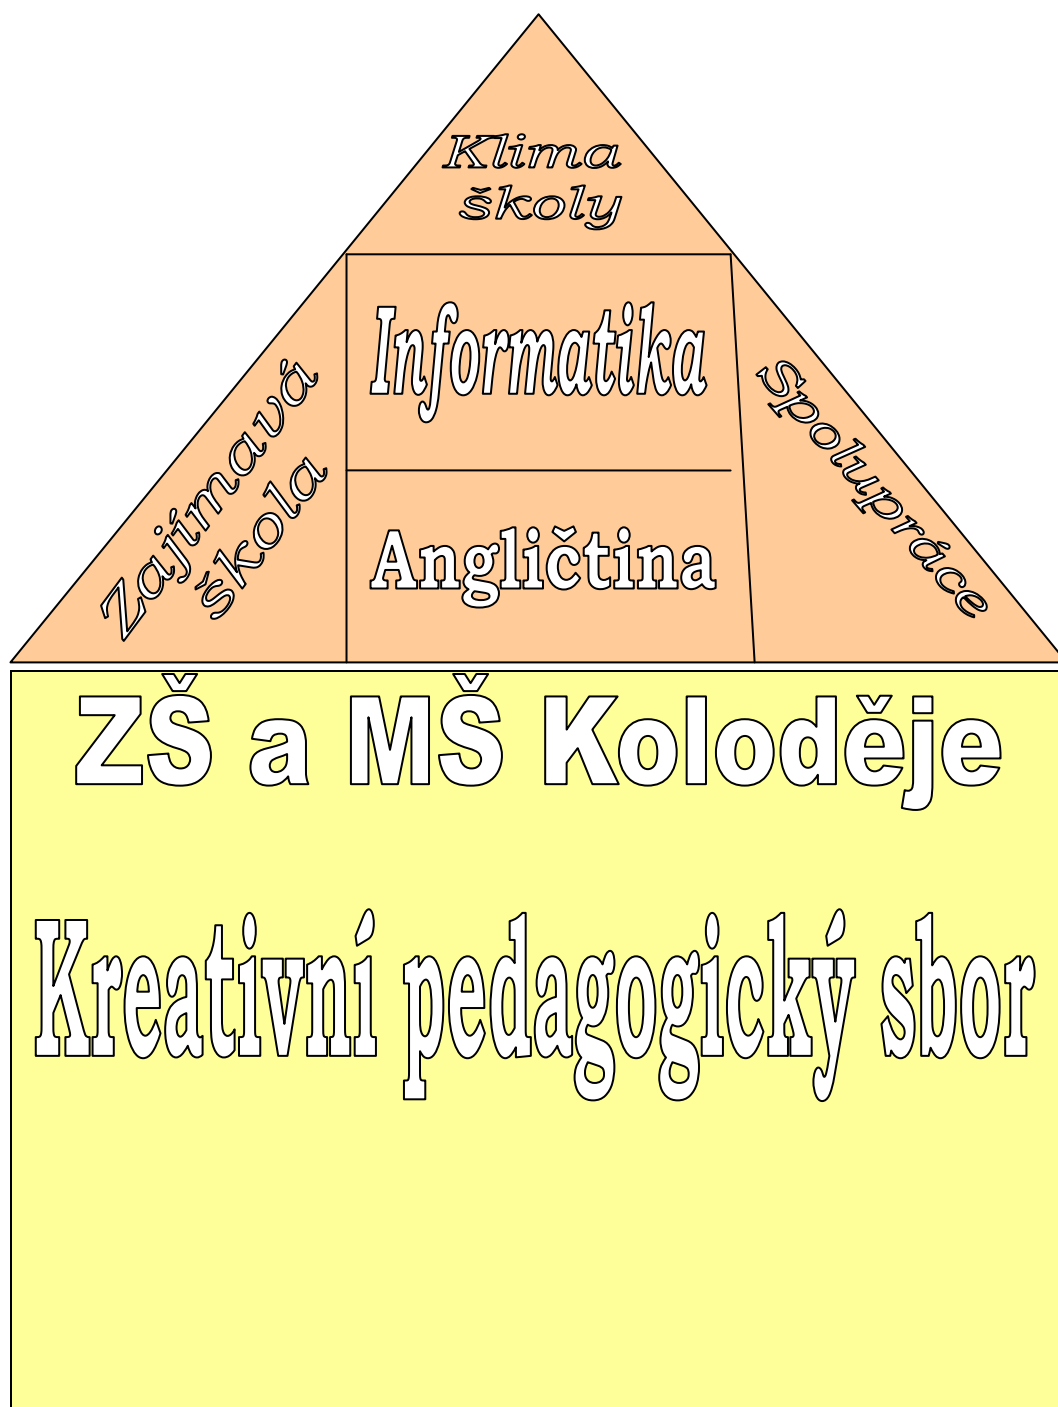 Klima
školy
Informatika
Zajímavá
škola
Spolupráce
Angličtina
ZŠ a MŠ Koloděje
Kreativní pedagogický sbor